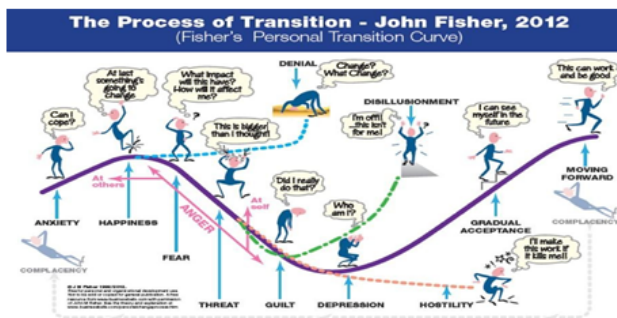 The Process of Transition - John Fisher, 2012
(Fisher's Personal Transition Curve)
Can I
cope?
At last
something's
going to
change
What impact
will this have?
How will it affect
me?
This is bigger
than I thought!
DENIAL
Change?
What Change?
DISILLUSIONMENT
I'm off!!
...this isn't
for me!
I can see
myself in the
future
This can work
and be good
Did I really
do that?
Who
am I?
At
others
ANGER
At self
ANXIETY
HAPPINESS
FEAR
THREAT
GUILT
DEPRESSION
HOSTILITY
GRADUAL
ACCEPTANCE
MOVING
FORWARD
COMPLACENCY
COMPLACENCY
I'll make
this work if
it kills me!!